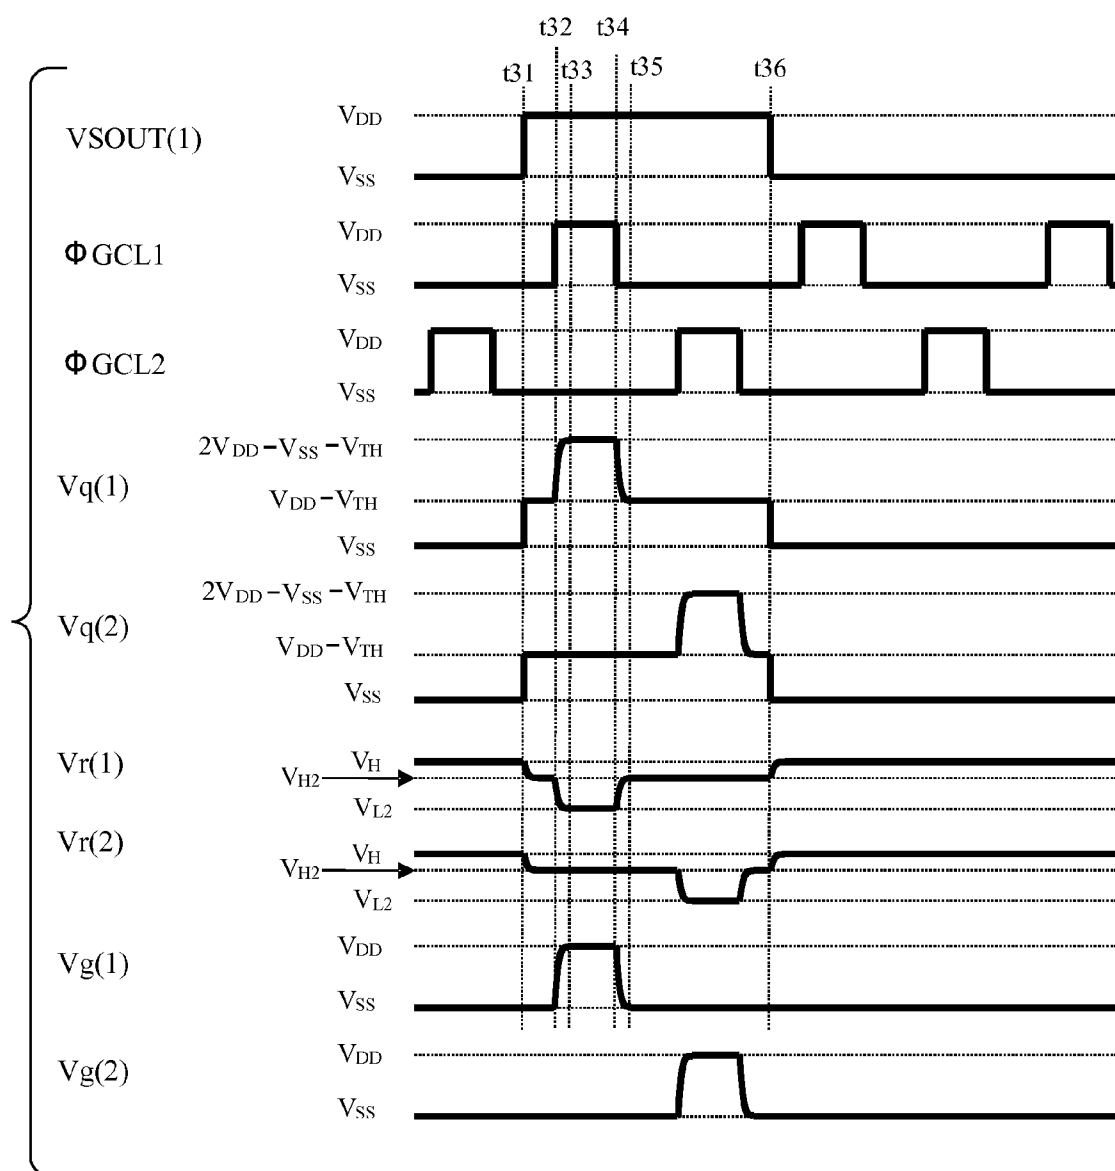 t32 t34
t31 t33 t35 t36
VSOUT(1)
VDD
VSS
ΦGCL1
VDD
VSS
ΦGCL2
VDD
VSS
Vq(1)
2VDD−VSS−VTH
VDD−VTH
VSS
Vq(2)
2VDD−VSS−VTH
VDD−VTH
VSS
Vr(1)
VH
VH2
VL2
Vr(2)
VH
VH2
VL2
Vg(1)
VDD
VSS
Vg(2)
VDD
VSS